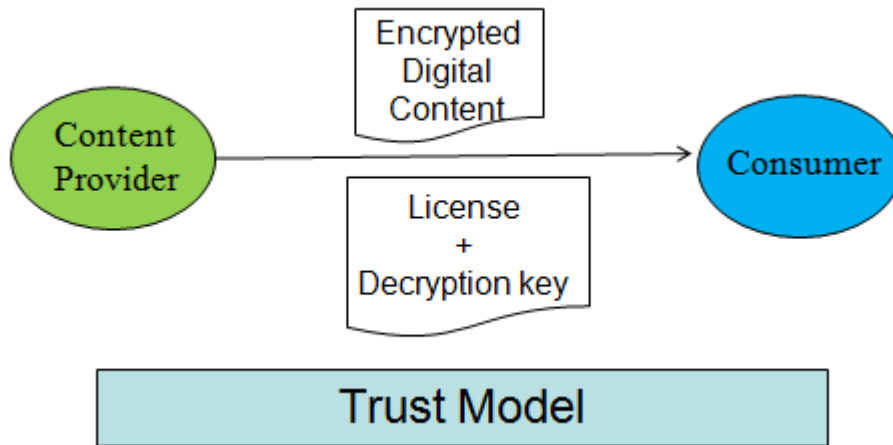 Encrypted
Digital
Content
Content
Provider
Consumer
License
+
Decryption key
Trust Model